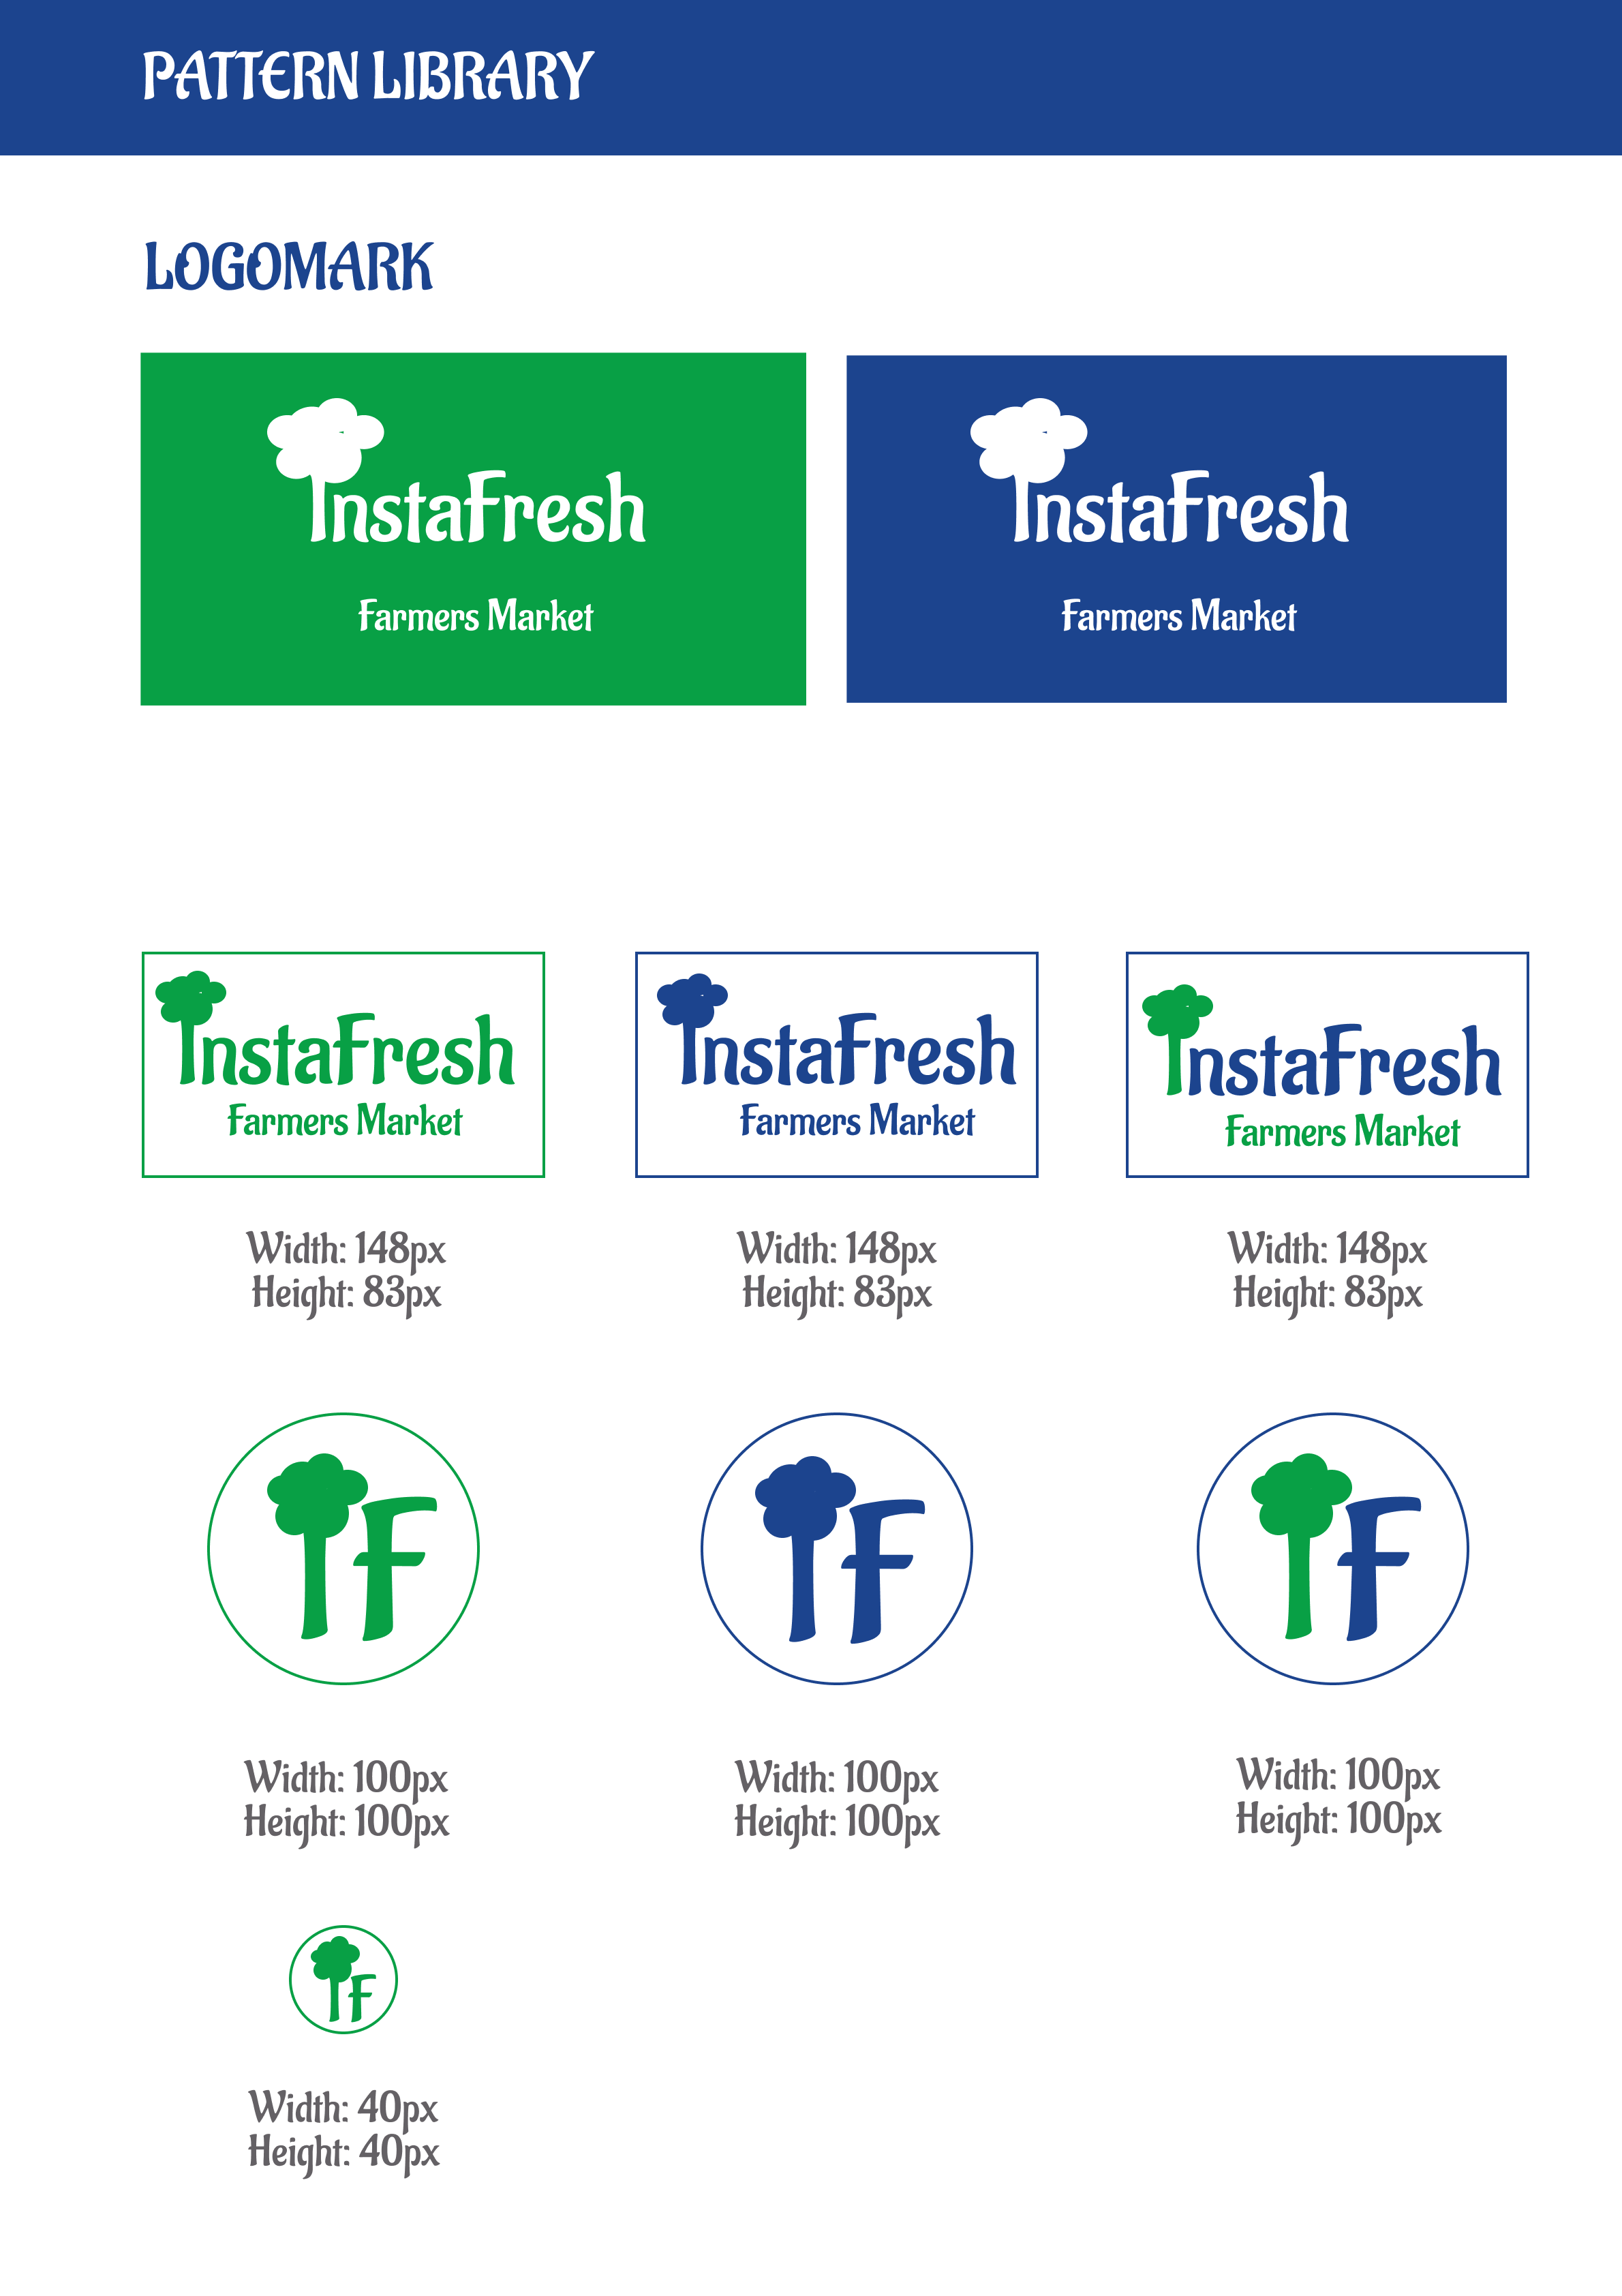 PATTERN LIBRARY
LOGOMARK
InstaFresh
Farmers Market
InstaFresh
Farmers Market
InstaFresh
Farmers Market
InstaFresh
Farmers Market
InstaFresh
Farmers Market
Width: 148px
Height: 83px
Width: 148px
Height: 83px
Width: 148px
Height: 83px
IF
IF
IF
Width: 100px
Height: 100px
Width: 100px
Height: 100px
Width: 100px
Height: 100px
IF
Width: 40px
Height: 40px